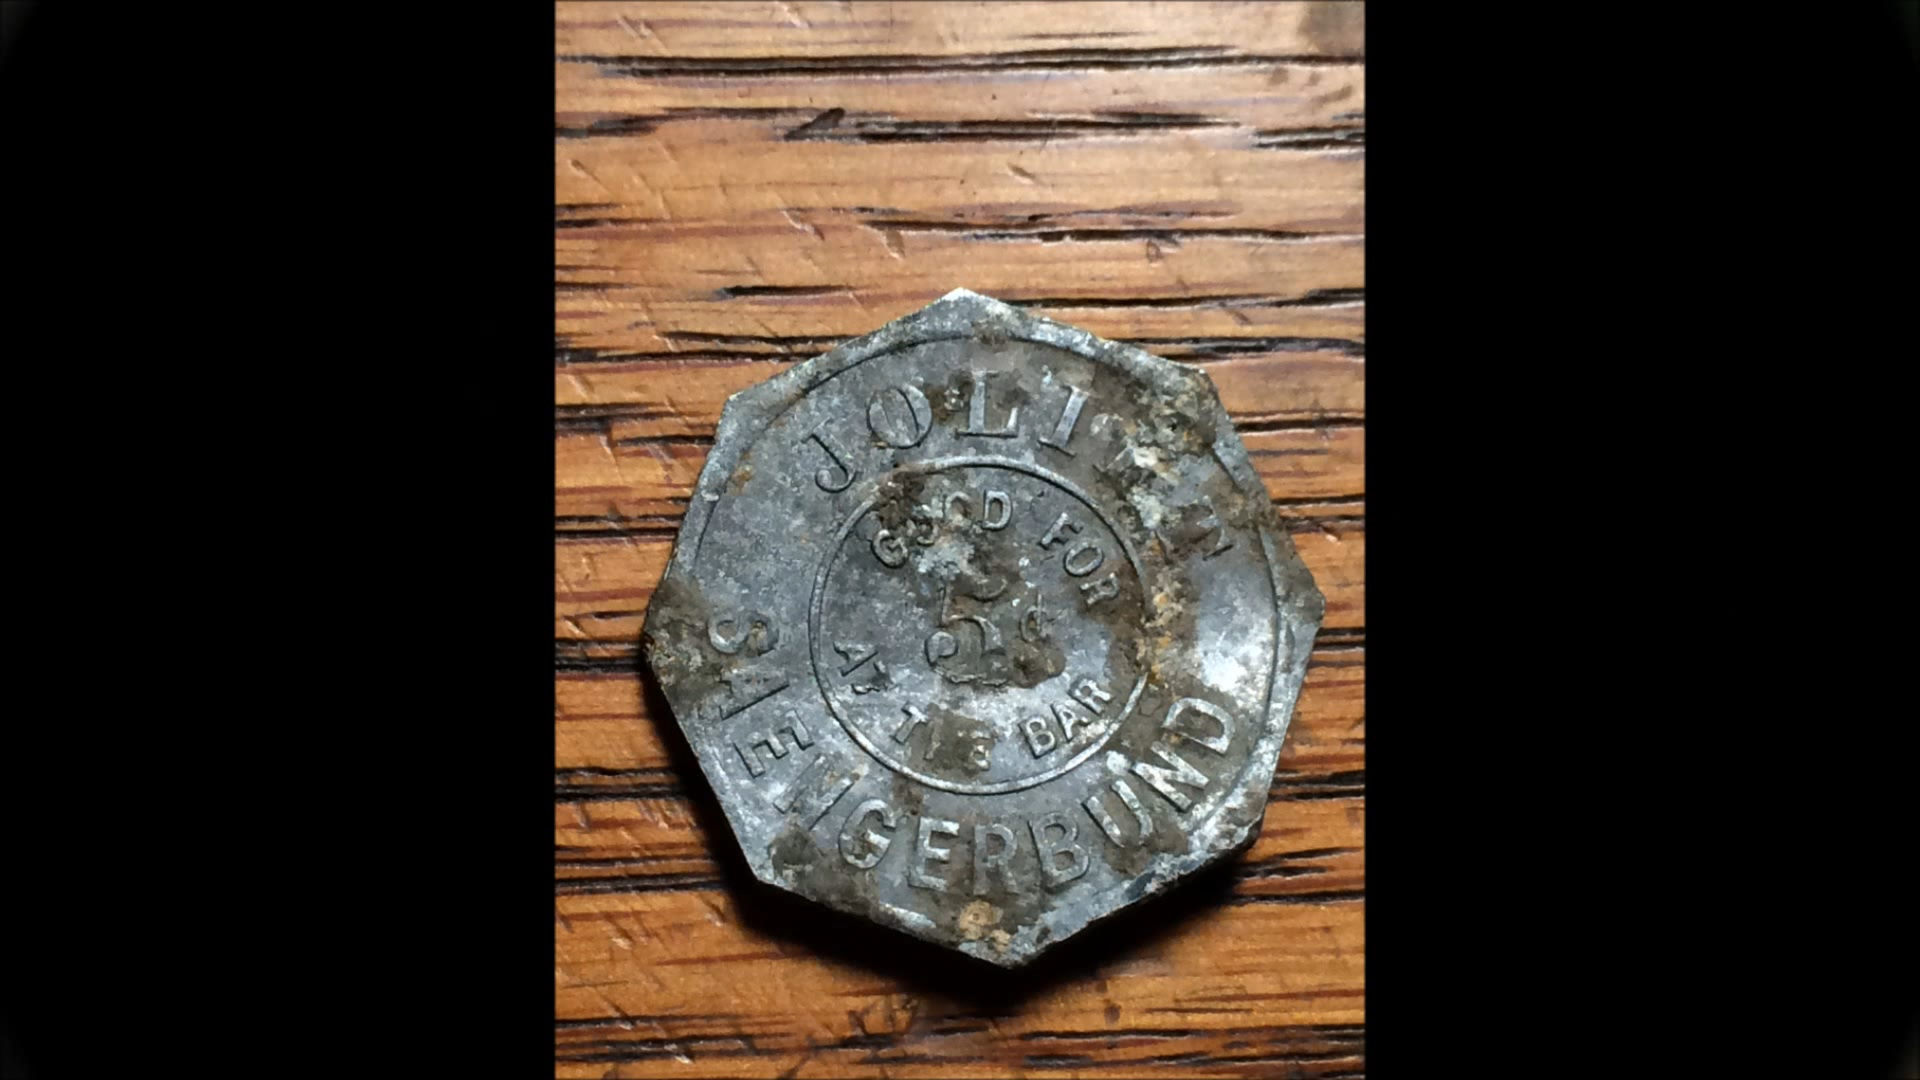 JOLIET
GOOD FOR
5¢
AT THE BAR
SAENGERBUND